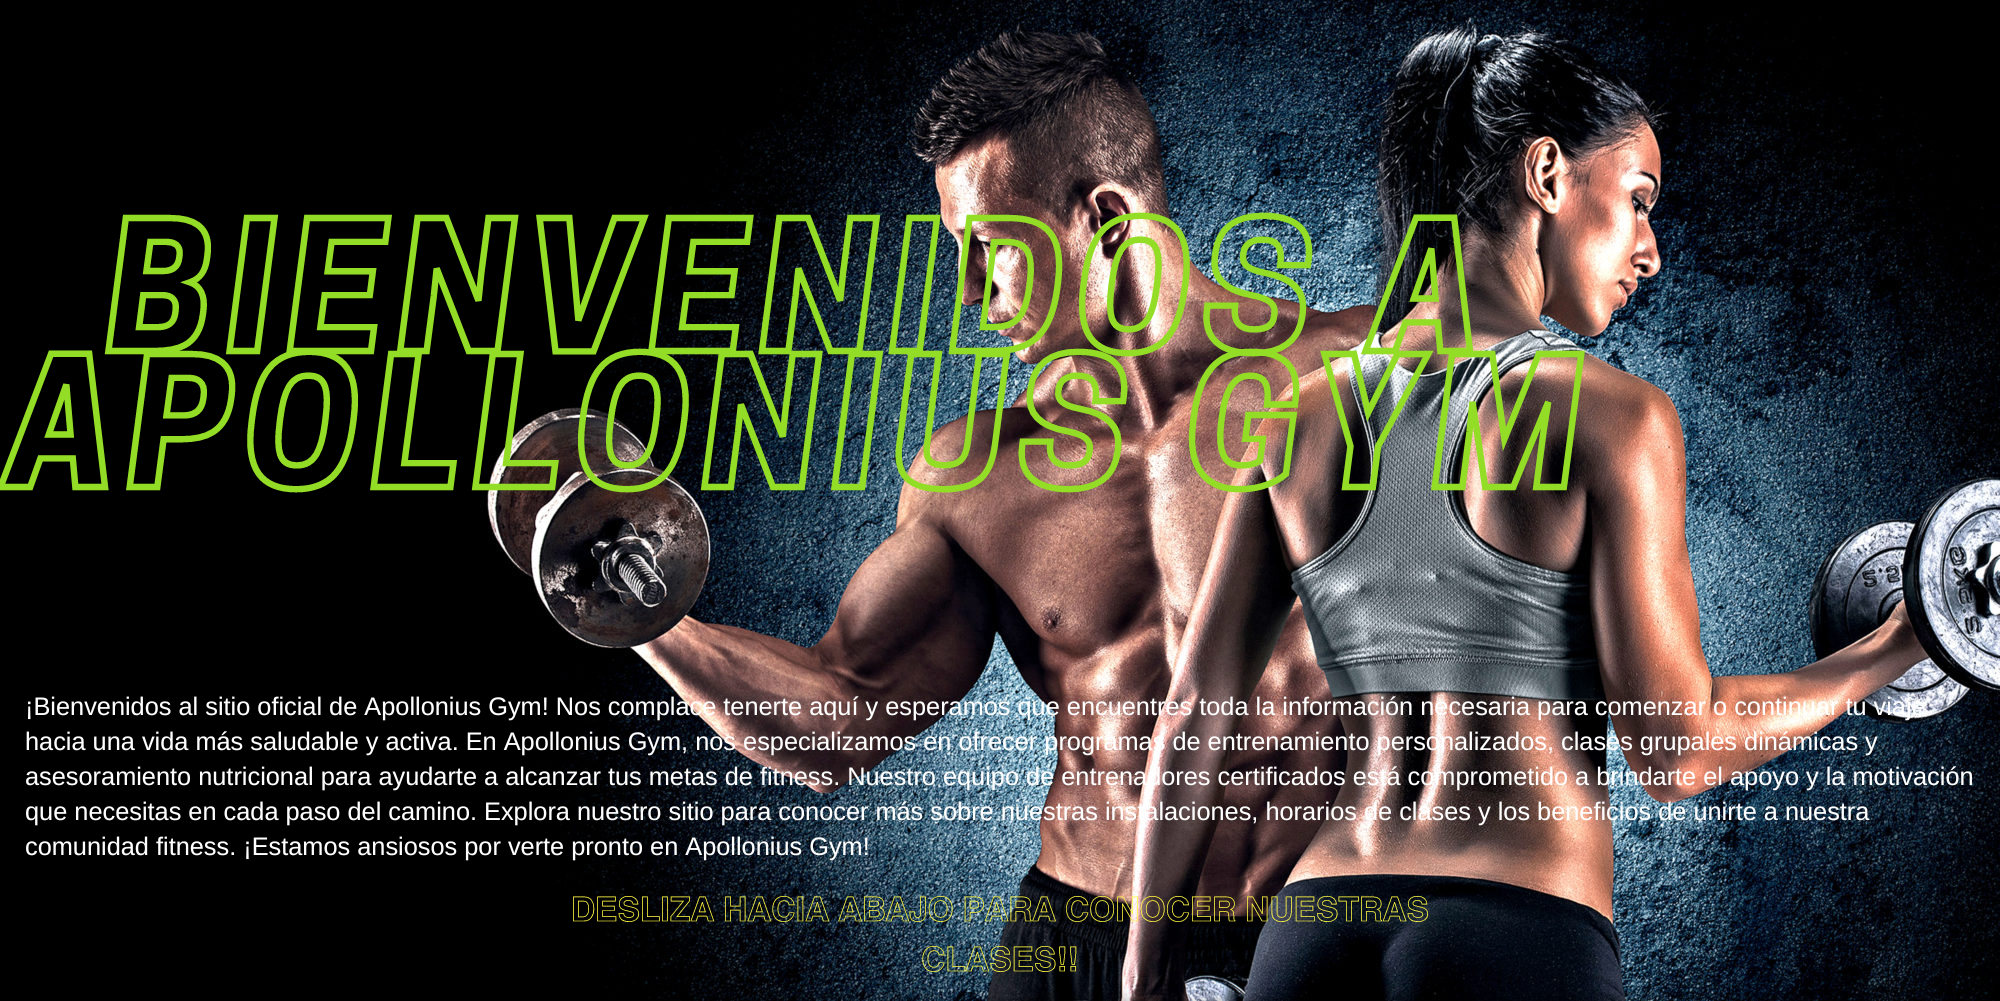 BIENVENIDOS A
APOLLONIUS GYM
¡Bienvenidos al sitio oficial de Apollonius Gym! Nos complace tenerte aquí y esperamos que encuentres toda la información necesaria para comenzar o continuar tu viaje
hacia una vida más saludable y activa. En Apollonius Gym, nos especializamos en ofrecer programas de entrenamiento personalizados, clases grupales dinámicas y
asesoramiento nutricional para ayudarte a alcanzar tus metas de fitness. Nuestro equipo de entrenadores certificados está comprometido a brindarte el apoyo y la motivación
que necesitas en cada paso del camino. Explora nuestro sitio para conocer más sobre nuestras instalaciones, horarios de clases y los beneficios de unirte a nuestra
comunidad fitness. ¡Estamos ansiosos por verte pronto en Apollonius Gym!
DESLIZA HACIA ABAJO PARA CONOCER NUESTRAS
CLASES!!